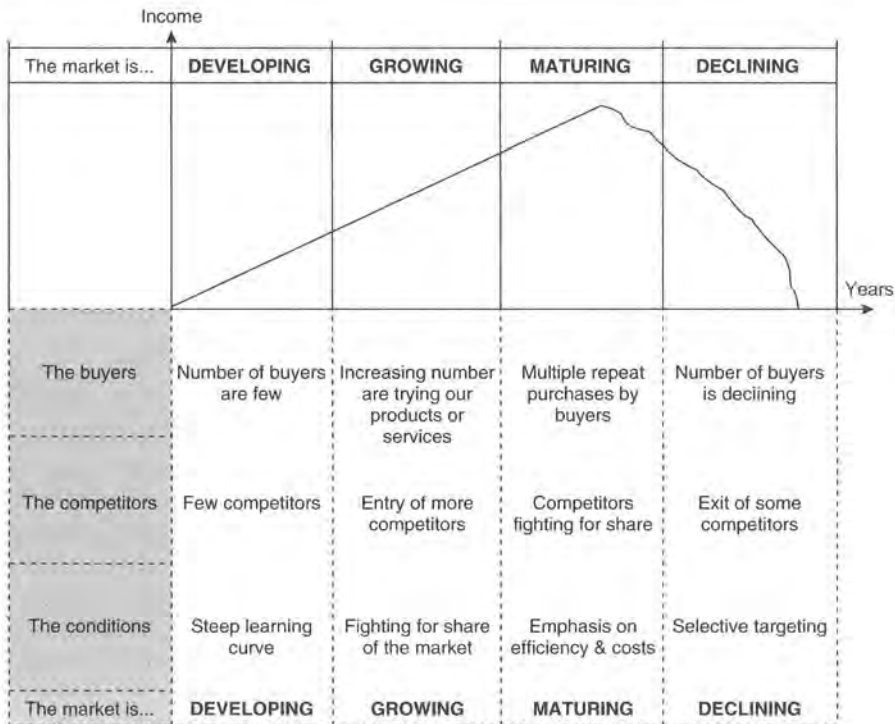 Income
The market is... DEVELOPING GROWING MATURING DECLINING
Years
The buyers Number of buyers Increasing number Multiple repeat Number of buyers
are few are trying our purchases by is declining
products or buyers
services
The competitors Few competitors Entry of more Competitors Exit of some
competitors fighting for share competitors
The conditions Steep learning Fighting for share Emphasis on Selective targeting
curve of the market efficiency & costs
The market is... DEVELOPING GROWING MATURING DECLINING